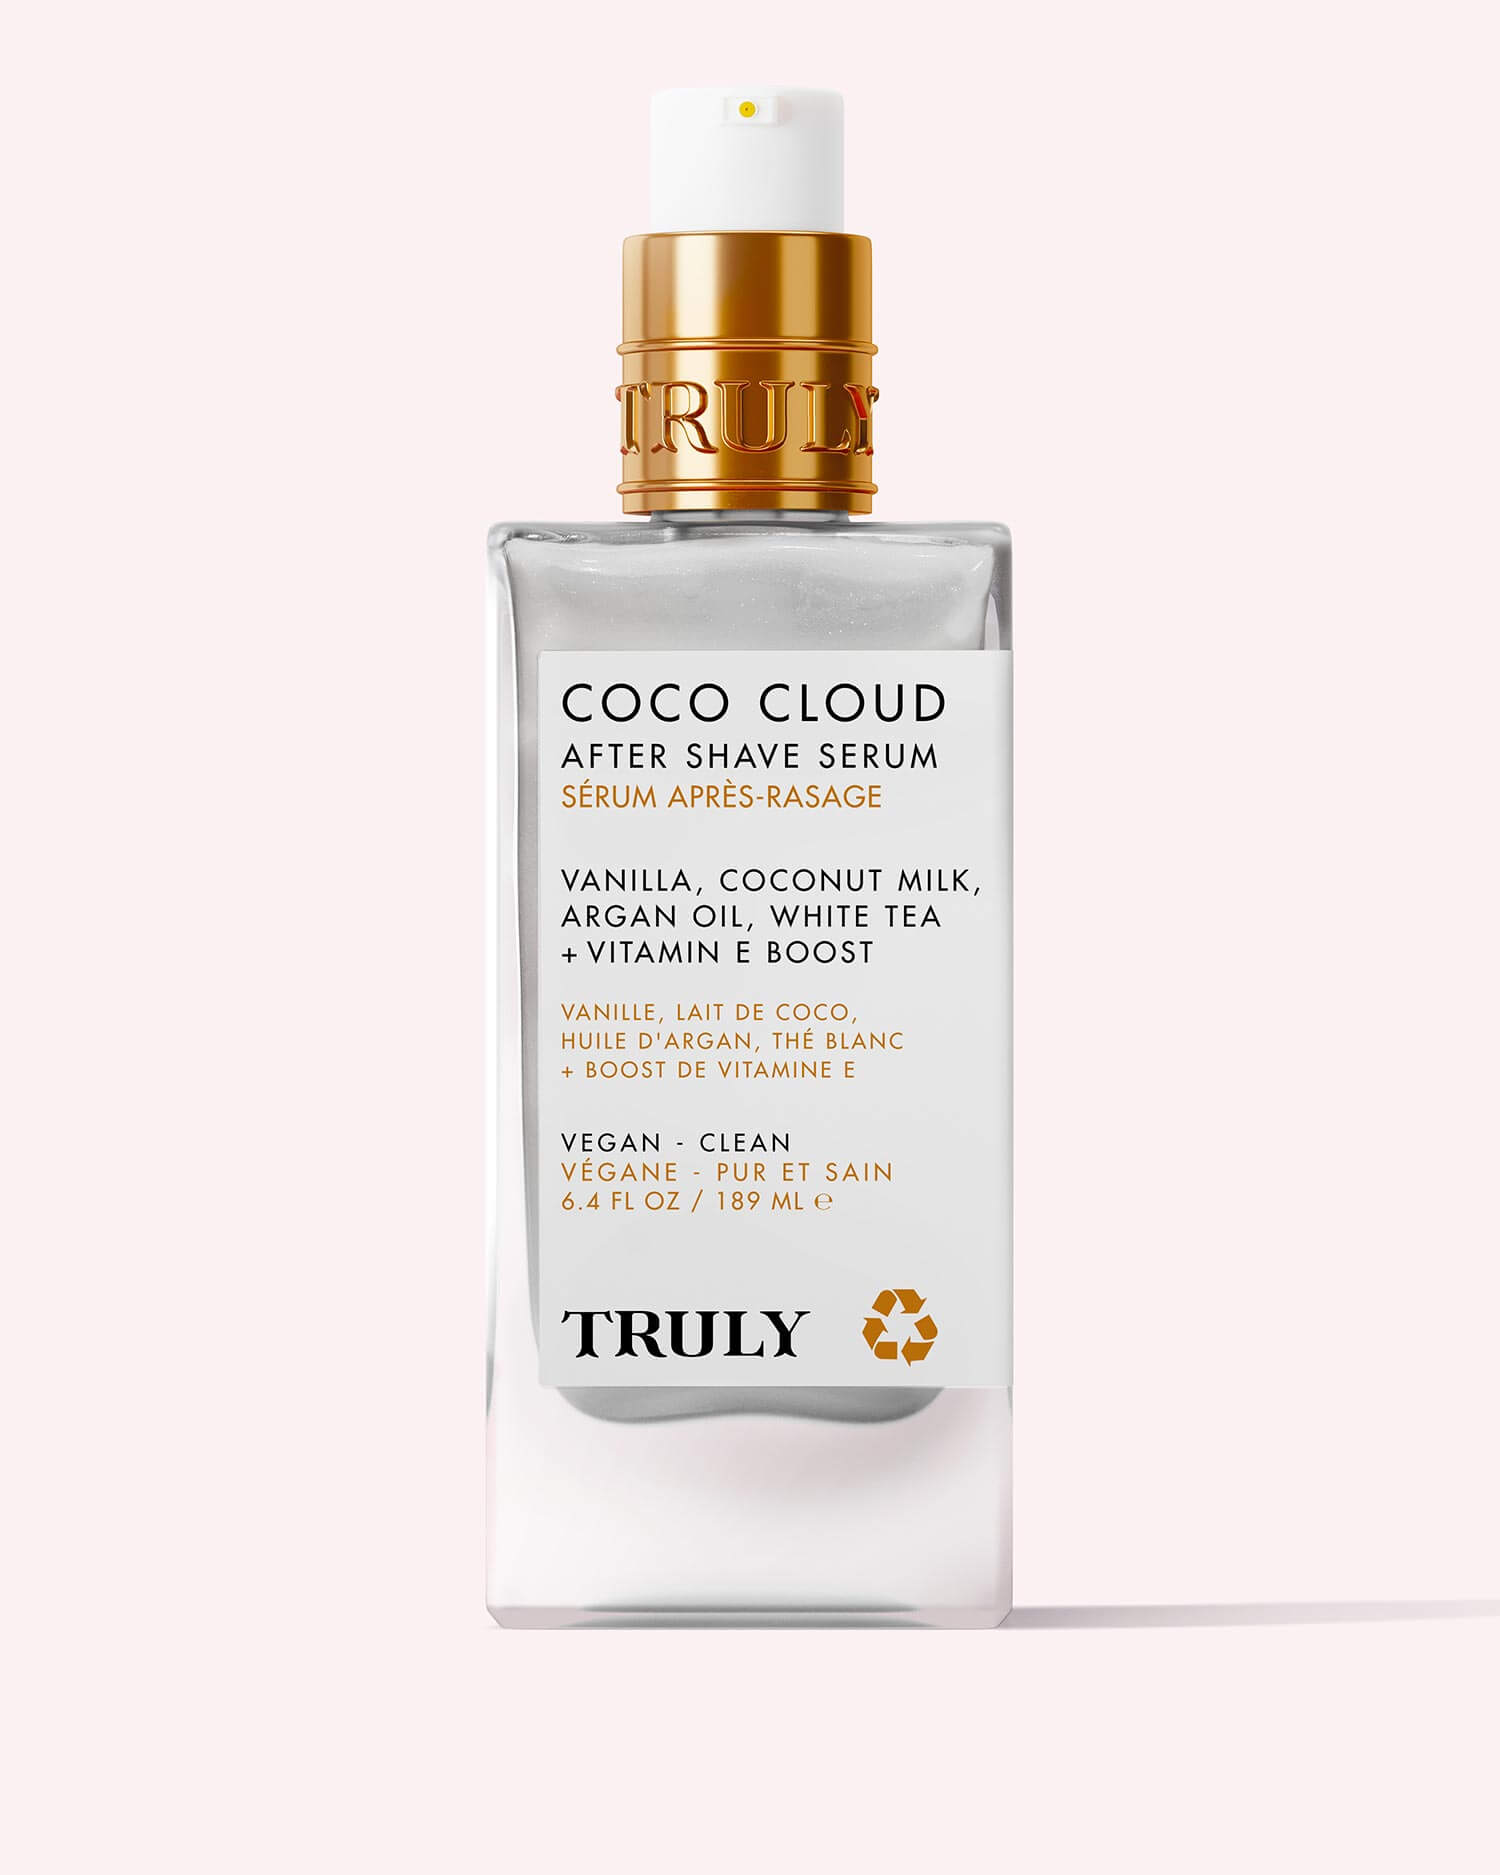 TRULY
COCO CLOUD
AFTER SHAVE SERUM
SÉRUM APRÈS-RASAGE
VANILLA, COCONUT MILK,
ARGAN OIL, WHITE TEA
+ VITAMIN E BOOST
VANILLE, LAIT DE COCO,
HUILE D'ARGAN, THÉ BLANC
+ BOOST DE VITAMINE E
VEGAN - CLEAN
VÉGANE - PUR ET SAIN
6.4 FL OZ / 189 ML ℮
TRULY